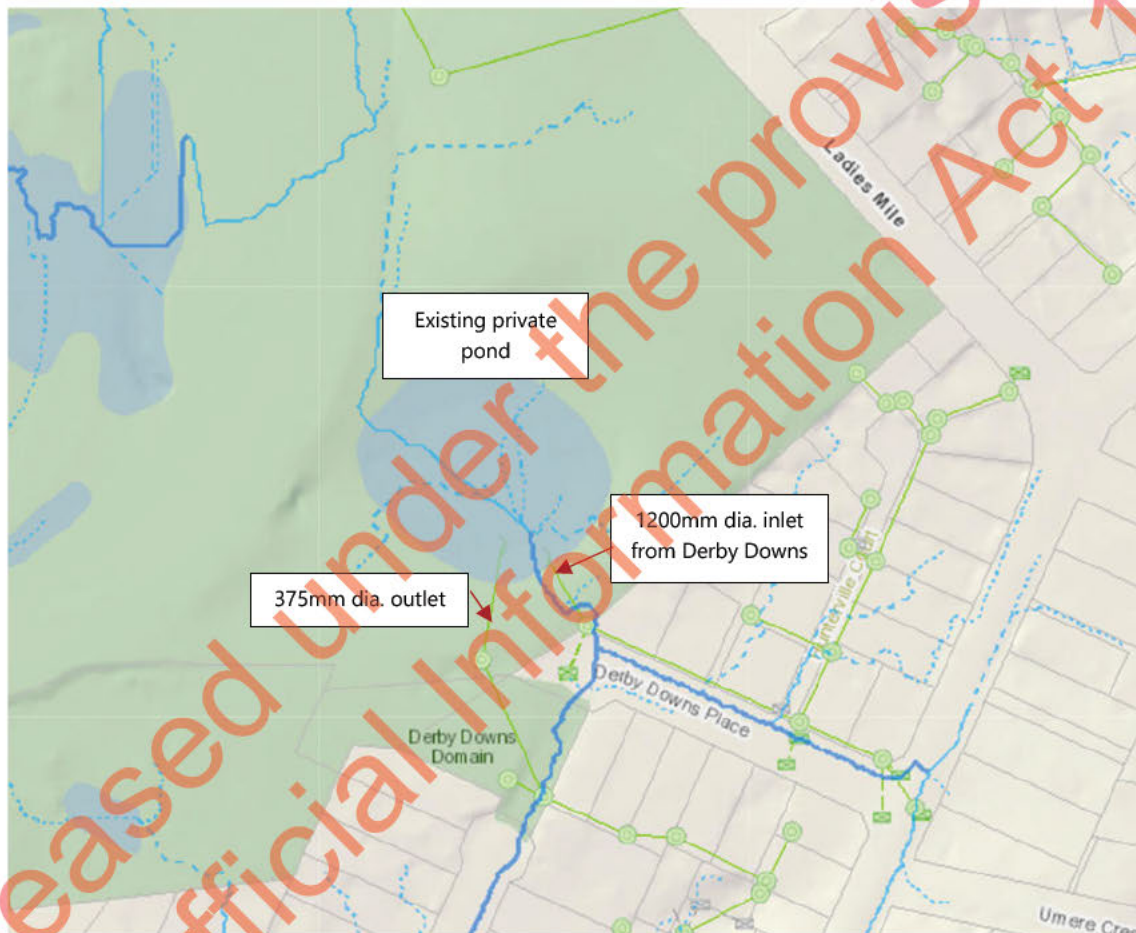 Ladies Mile
Existing private
pond
1200mm dia. inlet
from Derby Downs
375mm dia. outlet
Derby Downs Place
Derby Downs
Domain
Umere
eased under the provis
fficial Information Act 1